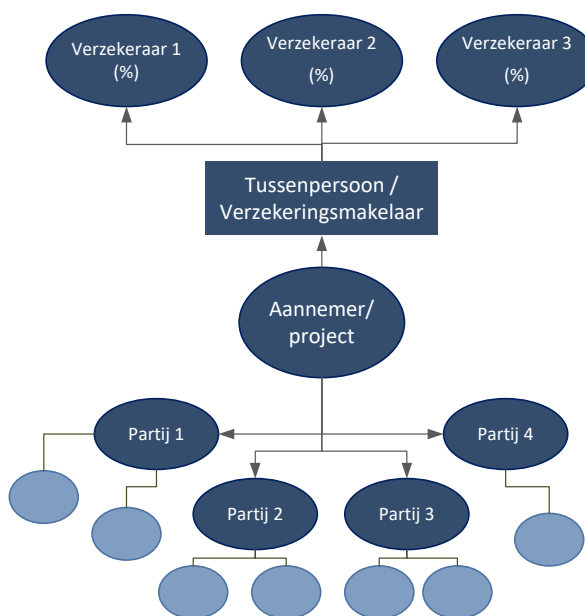 Verzekeraar 1
(%)
Verzekeraar 2
(%)
Verzekeraar 3
(%)
Tussenpersoon /
Verzekeringsmakelaar
Aannemer/
project
Partij 1
Partij 4
Partij 2
Partij 3